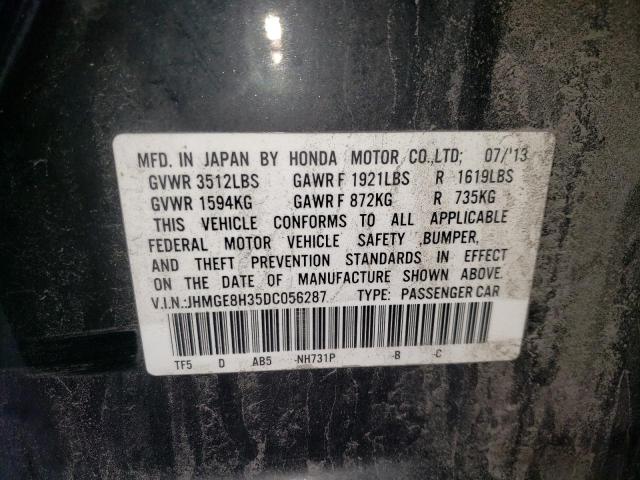 MFD. IN JAPAN BY HONDA MOTOR CO.,LTD; 07/'13
GVWR 3512LBS GAWR F 1921LBS R 1619LBS
GVWR 1594KG GAWR F 872KG R 735KG
THIS VEHICLE CONFORMS TO ALL APPLICABLE
FEDERAL MOTOR VEHICLE SAFETY ,BUMPER,
AND THEFT PREVENTION STANDARDS IN EFFECT
ON THE DATE OF MANUFACTURE SHOWN ABOVE.
V.I.N.:JHMGE8H35DC056287 TYPE: PASSENGER CAR
TF5 D AB5 -NH731P -B -C